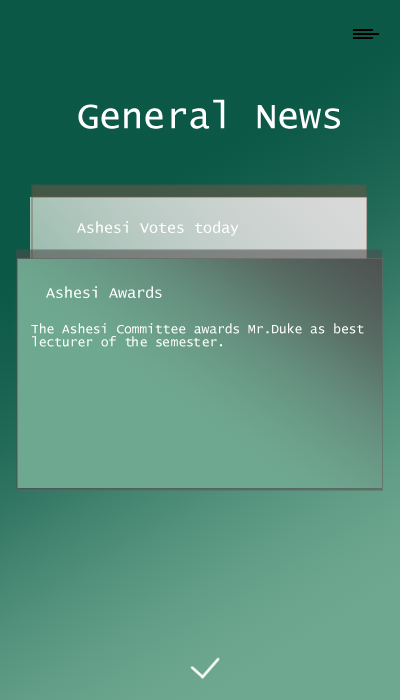 General News
Ashesi Votes today
Ashesi Awards
The Ashesi Committee awards Mr.Duke as best
lecturer of the semester.